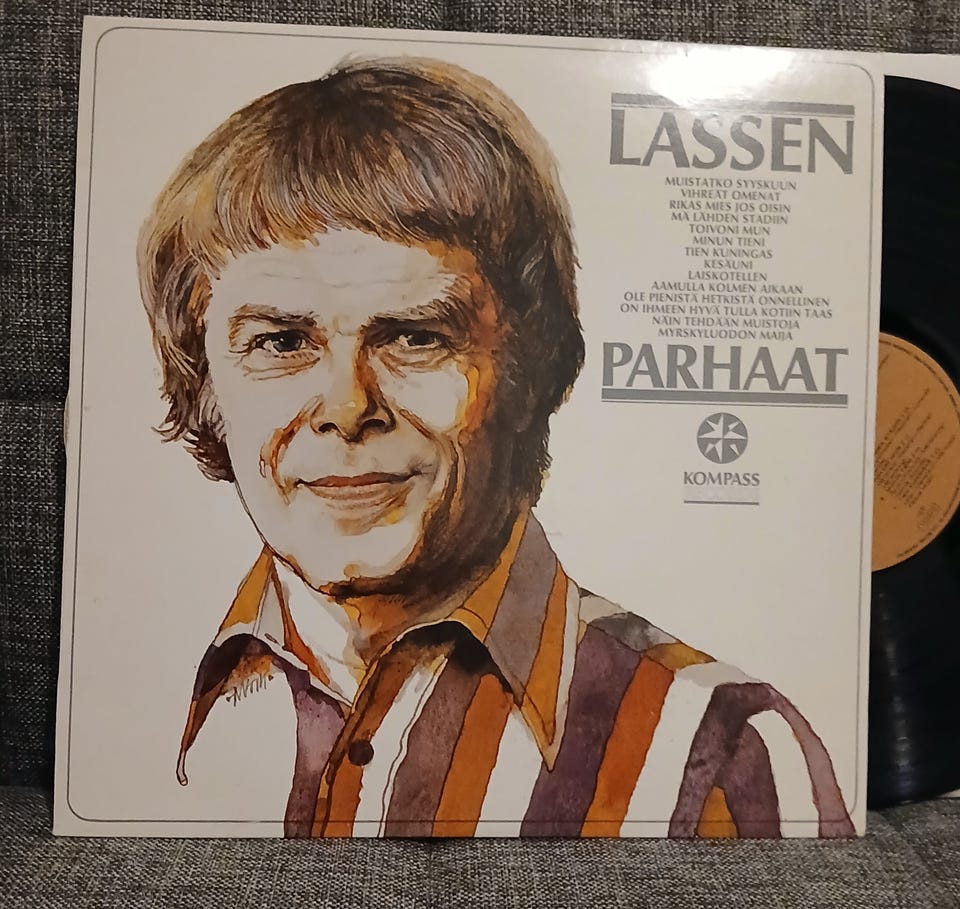 LASSEN
MUISTATKO SYYSKUUN
VIHREÄT OMENAT
RIKAS MIES JOS OISIN
MÄ LÄHDEN STADIIN
TOIVONI MUN
MINUN TIENI
TIEN KUNINGAS
KESÄUNI
LAISKOTELLEN
AAMULLA KOLMEN AIKAAN
OLE PIENISTÄ HETKISTÄ ONNELLINEN
ON IHMEEN HYVÄ TULLA KOTIIN TAAS
NÄIN TEHDÄÄN MUISTOJA
MYRSKYLUODON MAIJA
PARHAAT
KOMPASS